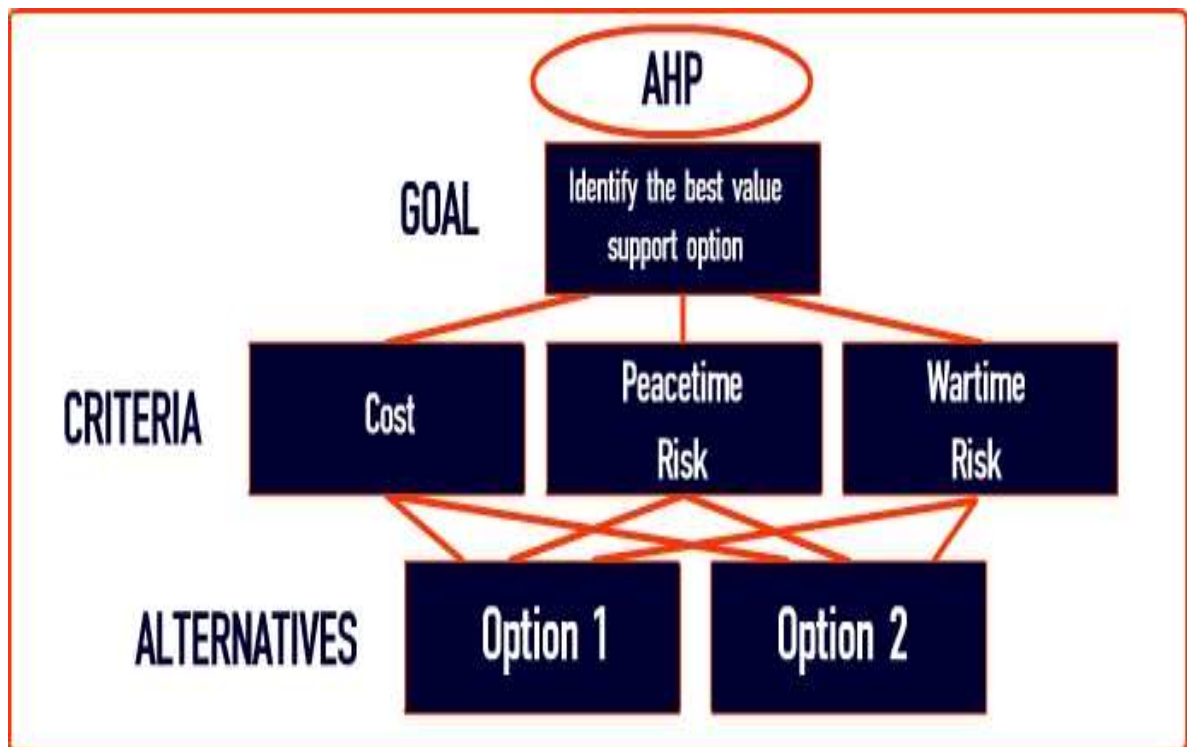 AHP
GOAL
Identify the best value
support option
CRITERIA
Cost
Peacetime
Risk
Wartime
Risk
ALTERNATIVES
Option 1
Option 2